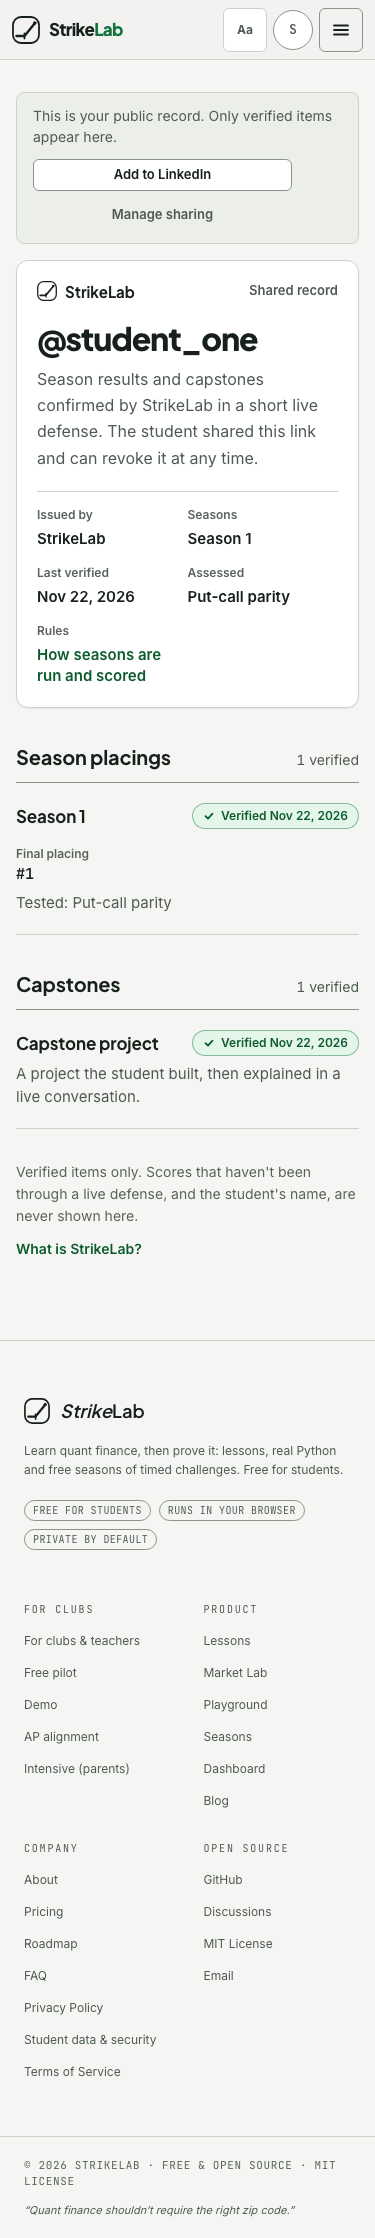 StrikeLab
Aa
S
This is your public record. Only verified items
appear here.
Add to LinkedIn
Manage sharing
StrikeLab
Shared record
@student_one
Season results and capstones
confirmed by StrikeLab in a short live
defense. The student shared this link
and can revoke it at any time.
Issued by
StrikeLab
Seasons
Season 1
Last verified
Nov 22, 2026
Assessed
Put-call parity
Rules
How seasons are
run and scored
Season placings
1 verified
Season 1
Verified Nov 22, 2026
Final placing
#1
Tested: Put-call parity
Capstones
1 verified
Capstone project
Verified Nov 22, 2026
A project the student built, then explained in a
live conversation.
Verified items only. Scores that haven't been
through a live defense, and the student's name, are
never shown here.
What is StrikeLab?
StrikeLab
Learn quant finance, then prove it: lessons, real Python
and free seasons of timed challenges. Free for students.
FREE FOR STUDENTS
RUNS IN YOUR BROWSER
PRIVATE BY DEFAULT
FOR CLUBS
For clubs & teachers
Free pilot
Demo
AP alignment
Intensive (parents)
PRODUCT
Lessons
Market Lab
Playground
Seasons
Dashboard
Blog
COMPANY
About
Pricing
Roadmap
FAQ
Privacy Policy
Student data & security
Terms of Service
OPEN SOURCE
GitHub
Discussions
MIT License
Email
© 2026 STRIKELAB · FREE & OPEN SOURCE · MIT
LICENSE
“Quant finance shouldn’t require the right zip code.”